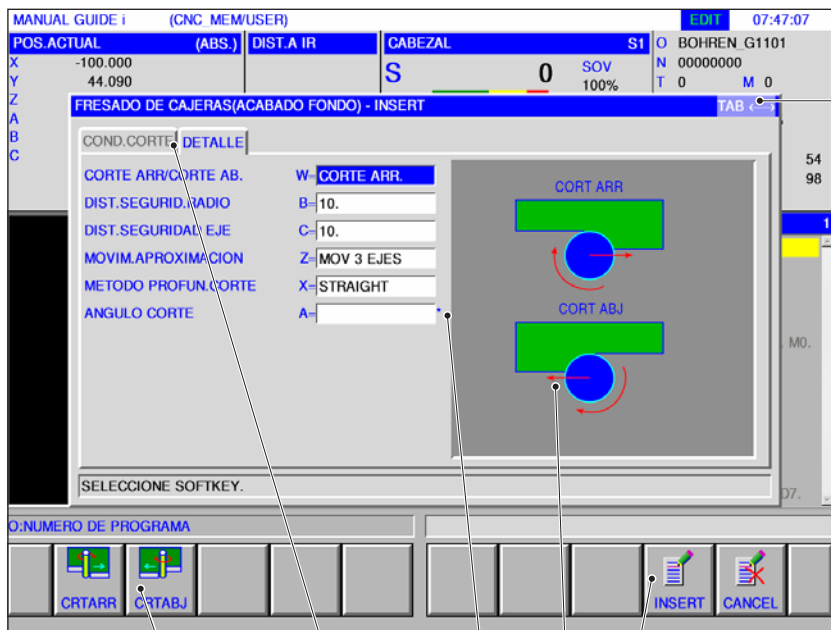 MANUAL GUIDE i (CNC_MEM/USER) EDIT 07:47:07
POS.ACTUAL (ABS.) DIST.A IR CABEZAL S1 O BOHREN_G1101
X -100.000 S 0 SOV 100% N 00000000
Y 44.090 T 0 M 0
Z
FRESADO DE CAJERAS(ACABADO FONDO) - INSERT TAB
A
B
C
COND.CORTE DETALLE
54
98
CORTE ARR/CORTE AB. W= CORTE ARR.
DIST.SEGURID.RADIO B= 10.
DIST.SEGURIDAD EJE C= 10.
MOVIM.APROXIMACION Z= MOV 3 EJES
METODO PROFUN.CORTE X= STRAIGHT
ANGULO CORTE A= *
CORT ARR
CORT ABJ
1
M0.
D7.
SELECCIONE SOFTKEY.
O:NUMERO DE PROGRAMA
CRTARR CRTABJ INSERT CANCEL